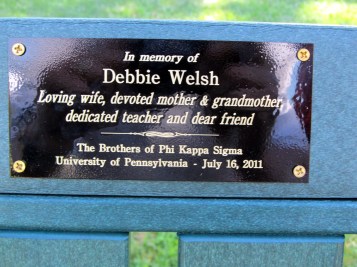 In memory of
Debbie Welsh
Loving wife, devoted mother & grandmother,
dedicated teacher and dear friend
The Brothers of Phi Kappa Sigma
University of Pennsylvania - July 16, 2011